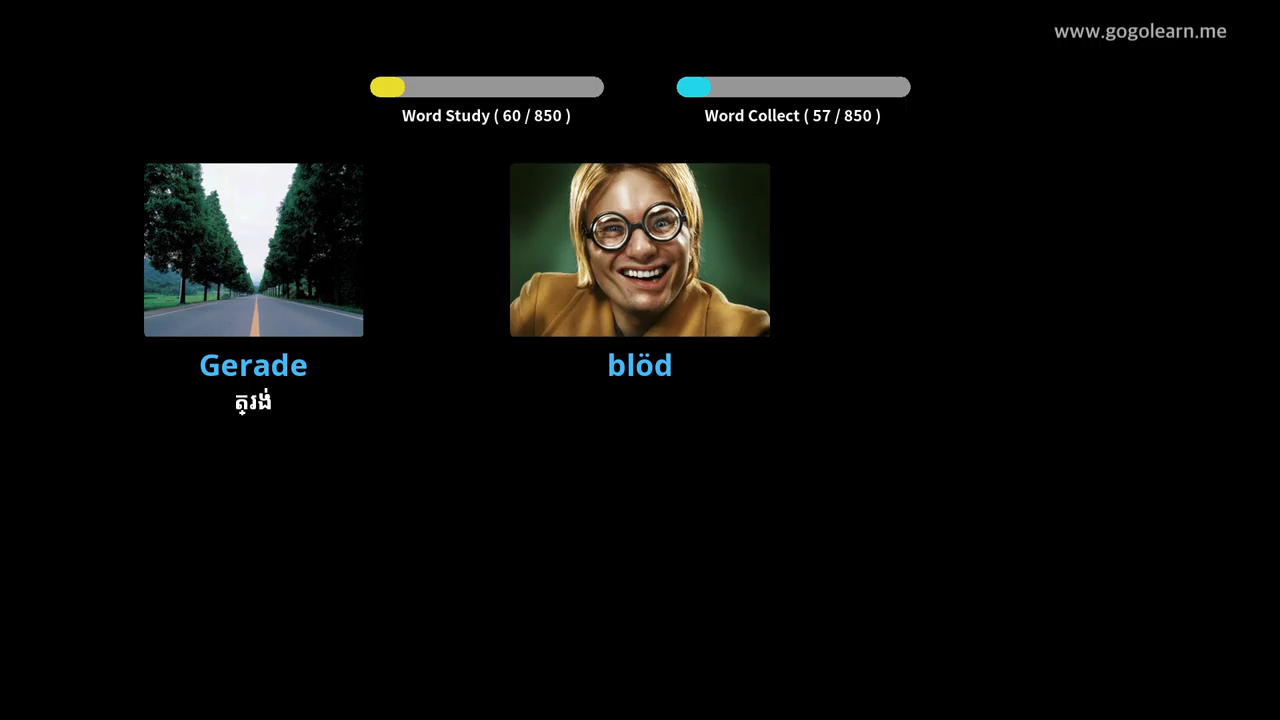 www.gogolearn.me
Word Study ( 60 / 850 )
Word Collect ( 57 / 850 )
Gerade
ត្រង់
blöd